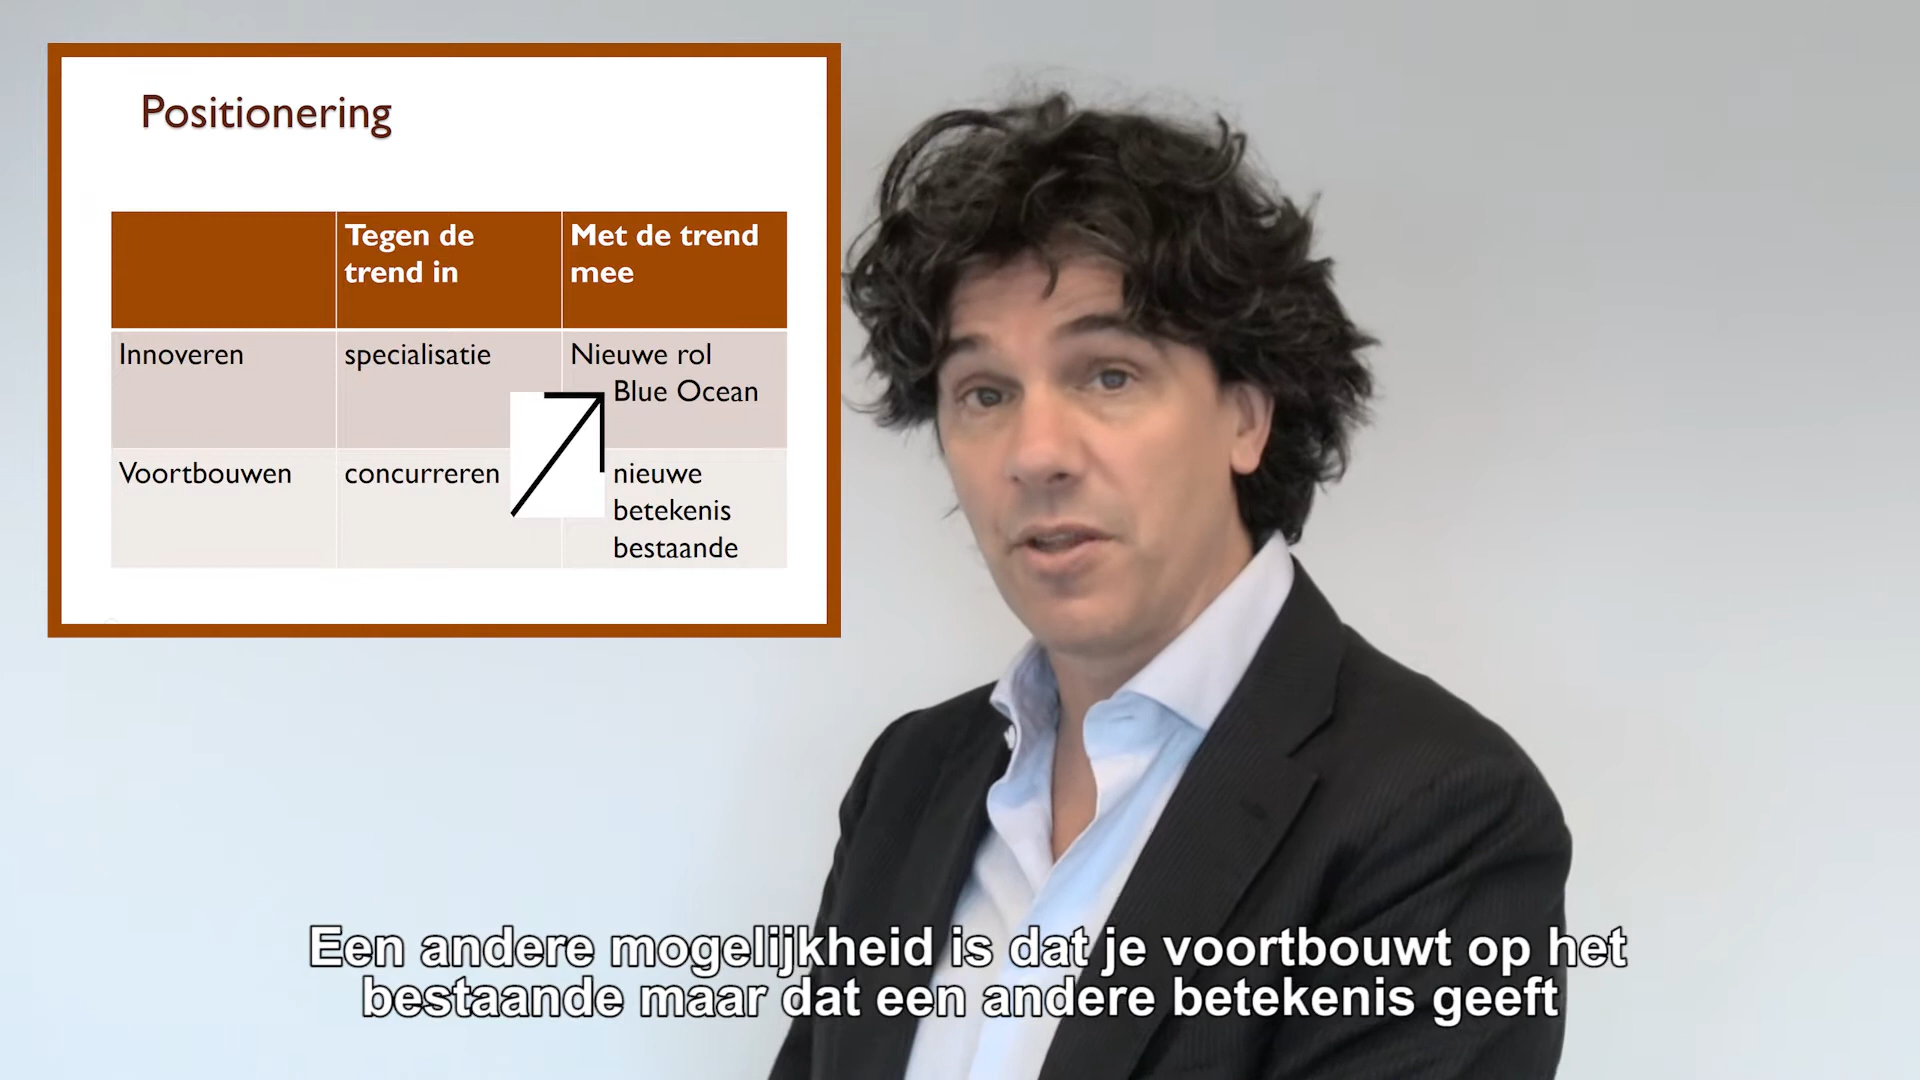 Positionering
Tegen de
trend in
Met de trend
mee
Innoveren
specialisatie
Nieuwe rol
Blue Ocean
Voortbouwen
concurreren
nieuwe
betekenis
bestaande
Een andere mogelijkheid is dat je voortbouwt op het
bestaande maar dat een andere betekenis geeft